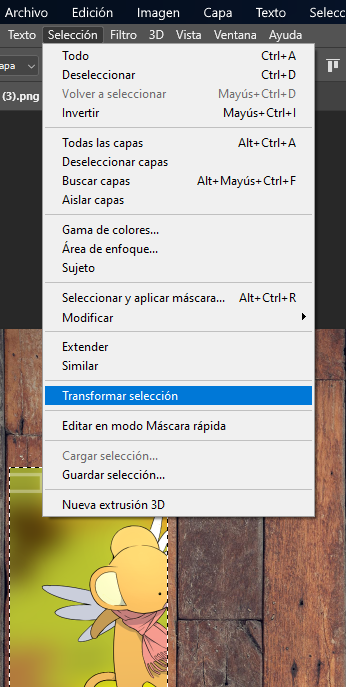 Archivo Edición Imagen Capa Texto Selecc
Texto Selección Filtro 3D Vista Ventana Ayuda
apa
(3).png
Todo Ctrl+A
Deseleccionar Ctrl+D
Volver a seleccionar Mayús+Ctrl+D
Invertir Mayús+Ctrl+I
Todas las capas Alt+Ctrl+A
Deseleccionar capas
Buscar capas Alt+Mayús+Ctrl+F
Aislar capas
Gama de colores...
Área de enfoque...
Sujeto
Seleccionar y aplicar máscara... Alt+Ctrl+R
Modificar
Extender
Similar
Transformar selección
Editar en modo Máscara rápida
Cargar selección...
Guardar selección...
Nueva extrusión 3D